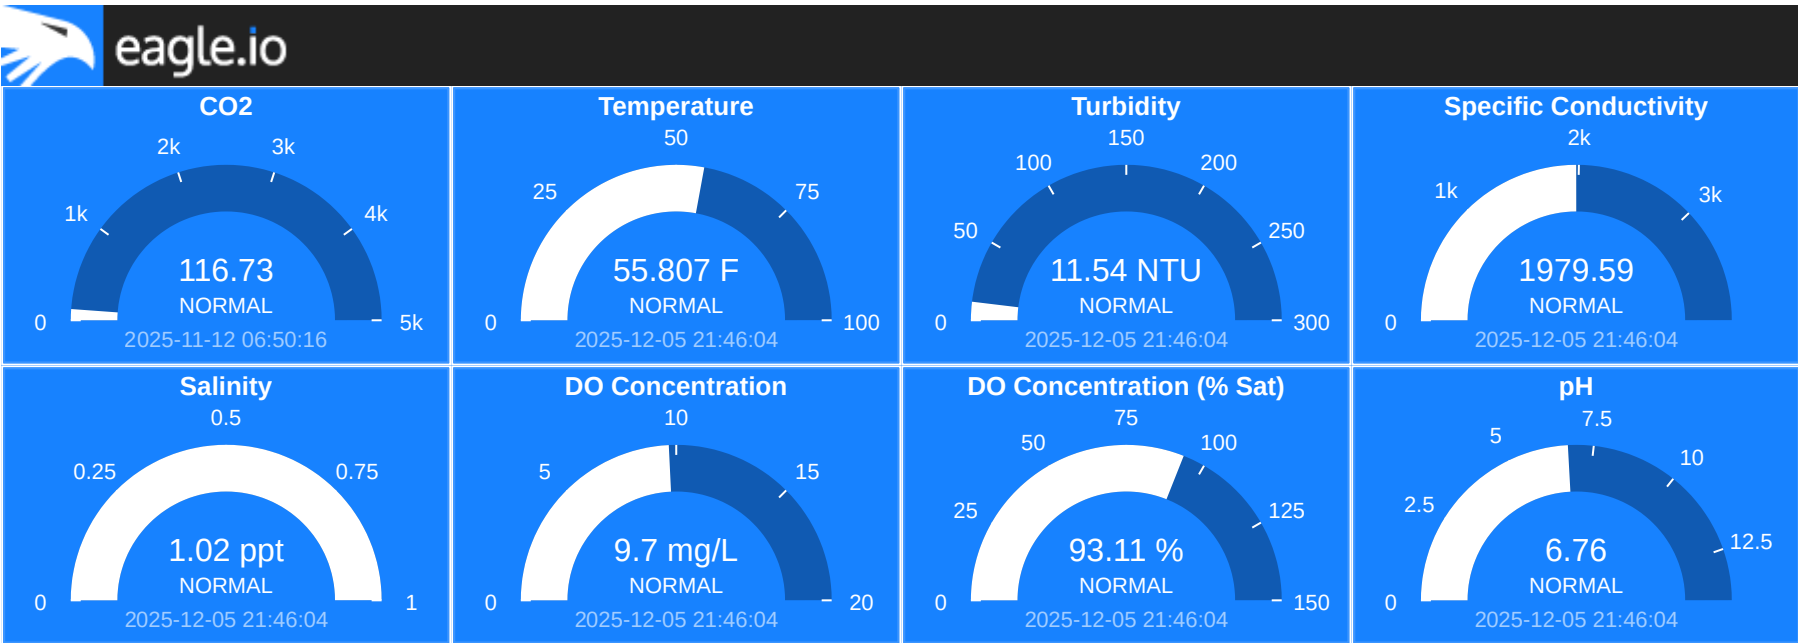 eagle.io
CO2
0
1k
2k
3k
4k
5k
116.73
NORMAL
2025-11-12 06:50:16
Temperature
0
25
50
75
100
55.807 F
NORMAL
2025-12-05 21:46:04
Turbidity
0
50
100
150
200
250
300
11.54 NTU
NORMAL
2025-12-05 21:46:04
Specific Conductivity
0
1k
2k
3k
1979.59
NORMAL
2025-12-05 21:46:04
Salinity
0
0.25
0.5
0.75
1
1.02 ppt
NORMAL
2025-12-05 21:46:04
DO Concentration
0
5
10
15
20
9.7 mg/L
NORMAL
2025-12-05 21:46:04
DO Concentration (% Sat)
0
25
50
75
100
125
150
93.11 %
NORMAL
2025-12-05 21:46:04
pH
0
2.5
5
7.5
10
12.5
6.76
NORMAL
2025-12-05 21:46:04